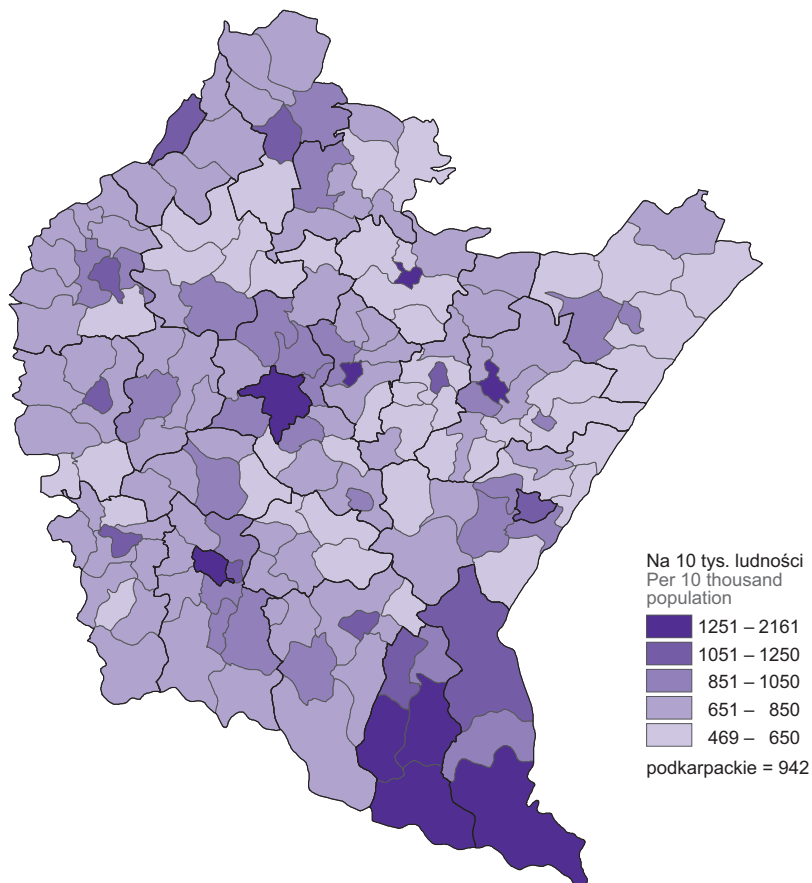 Na 10 tys. ludności
Per 10 thousand
population
1251 – 2161
1051 – 1250
851 – 1050
651 – 850
469 – 650
podkarpackie = 942